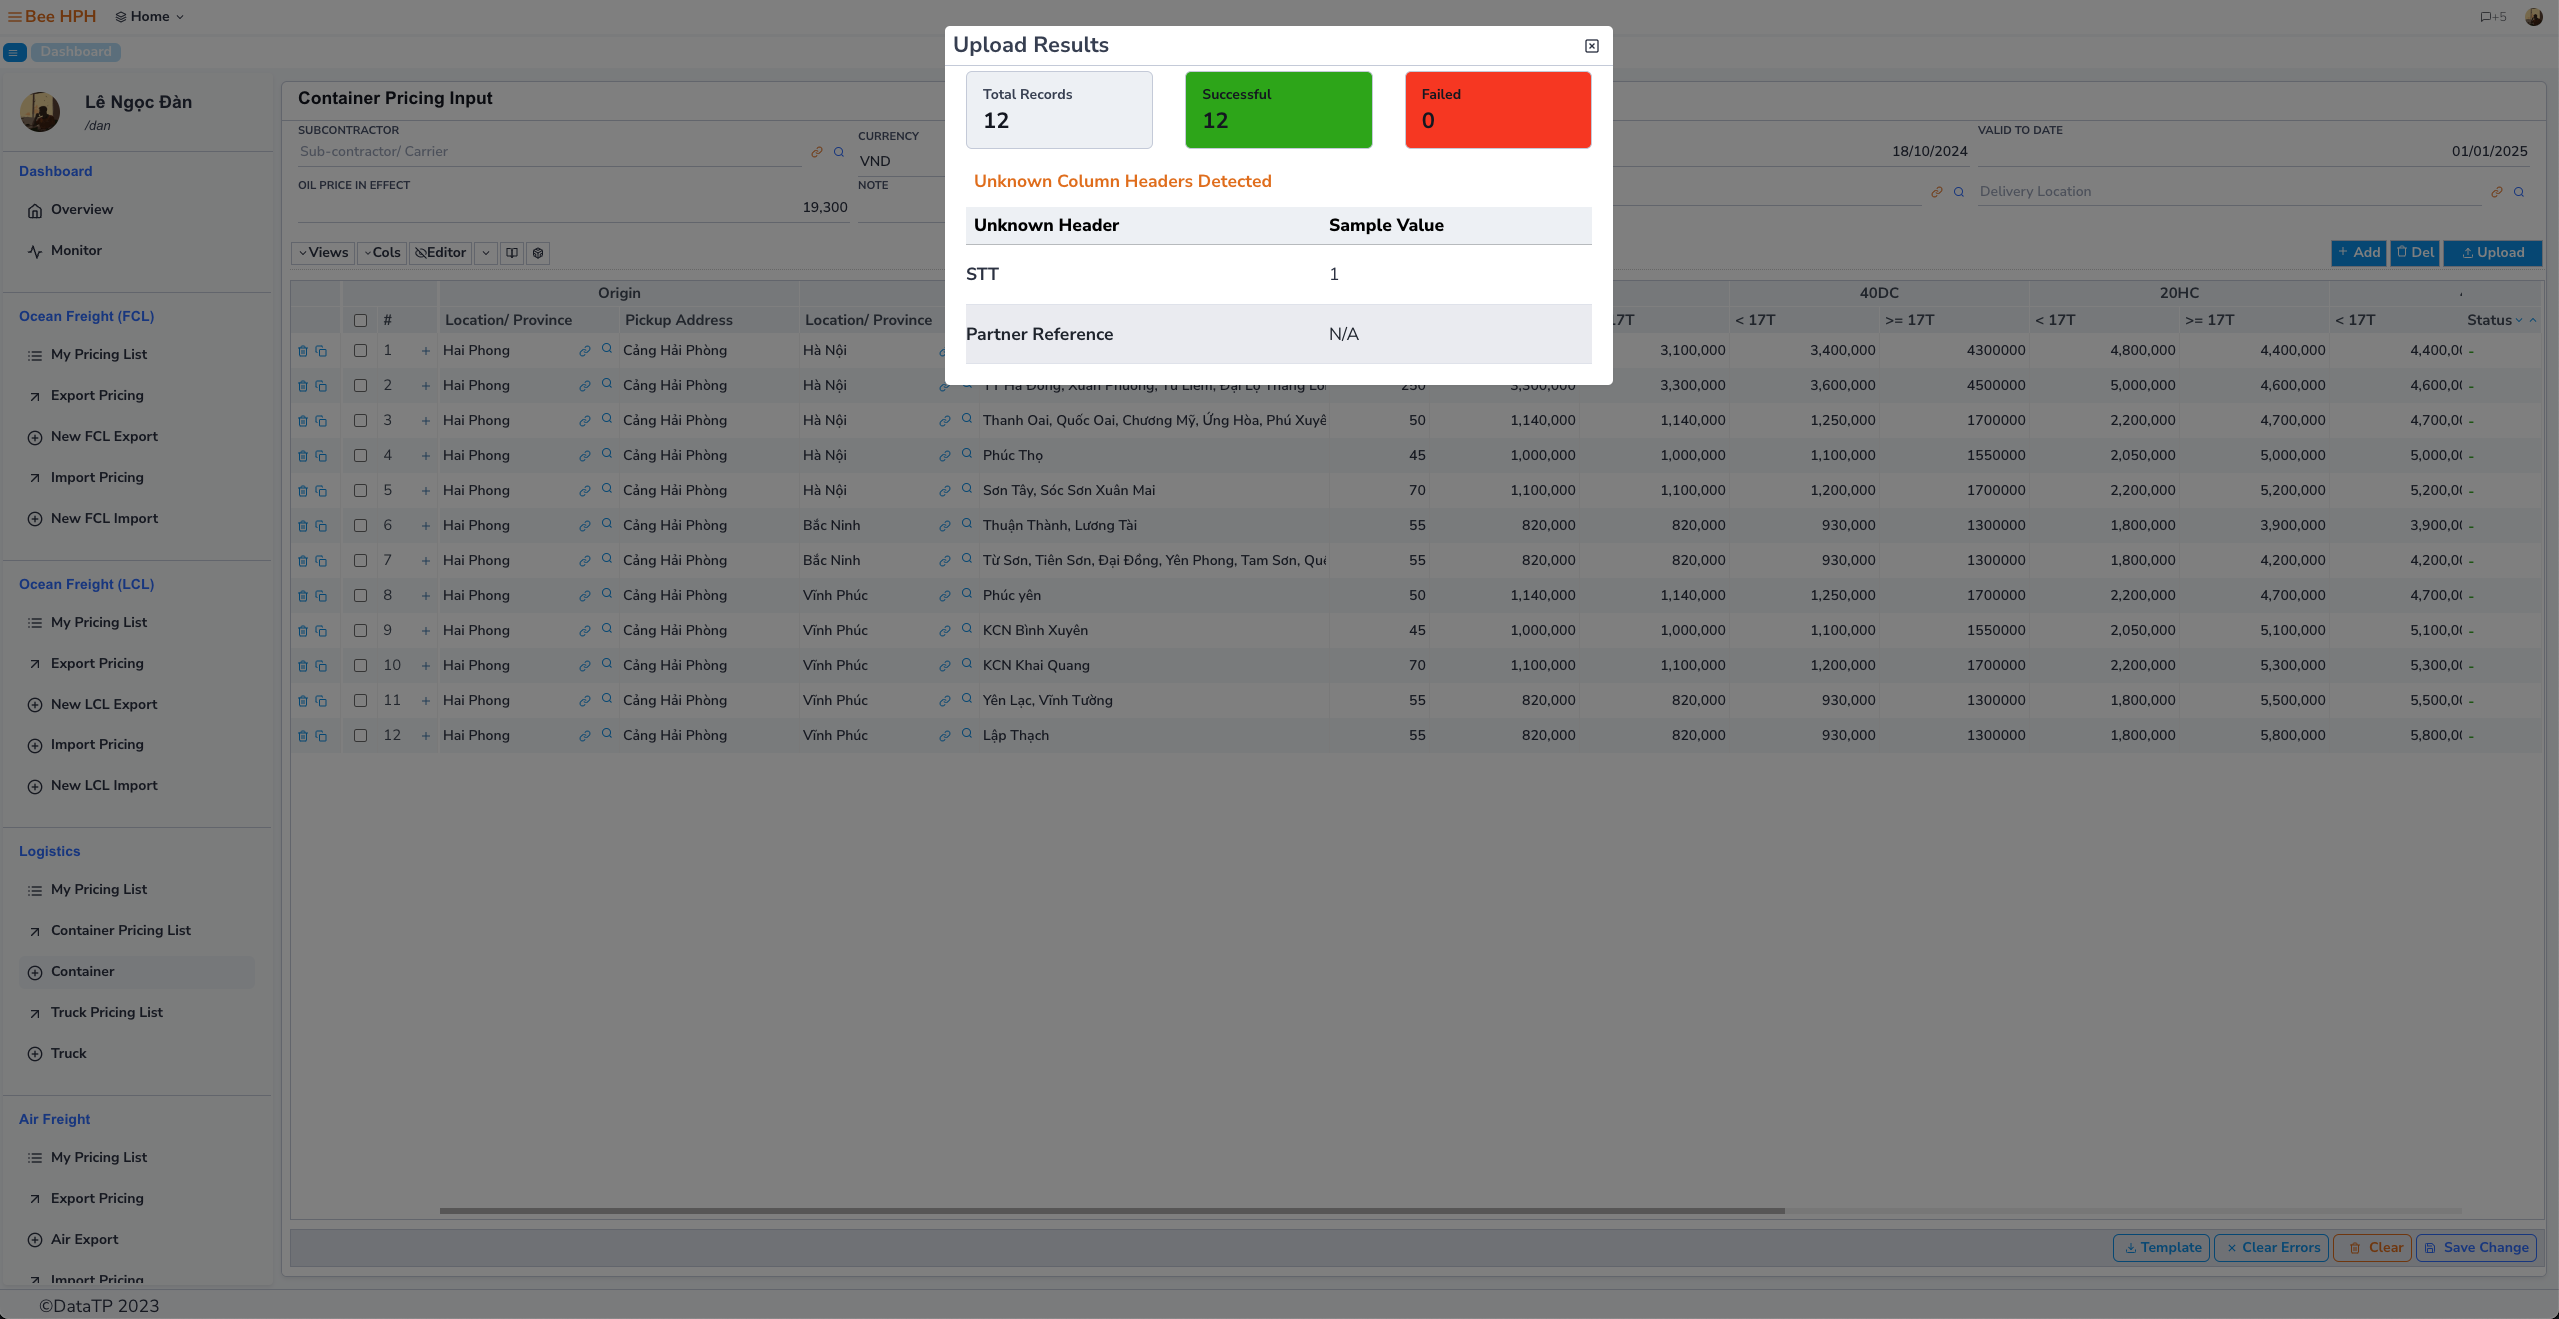 Bee HPH Home +5
Dashboard
Lê Ngọc Đàn
/dan
Dashboard
Overview
Monitor
Ocean Freight (FCL)
My Pricing List
Export Pricing
New FCL Export
Import Pricing
New FCL Import
Ocean Freight (LCL)
My Pricing List
Export Pricing
New LCL Export
Import Pricing
New LCL Import
Logistics
My Pricing List
Container Pricing List
Container
Truck Pricing List
Truck
Air Freight
My Pricing List
Export Pricing
Air Export
Import Pricing
Container Pricing Input
SUBCONTRACTOR CURRENCY VALID TO DATE
Sub-contractor/ Carrier VND 18/10/2024 01/01/2025
OIL PRICE IN EFFECT NOTE Delivery Location
19,300
Views Cols Editor Add Del Upload
Upload Results
Total Records Successful Failed
12 12 0
Unknown Column Headers Detected
Unknown Header Sample Value
STT 1
Partner Reference N/A
Origin 40DC 20HC
# Location/ Province Pickup Address Location/ Province < 17T >= 17T < 17T >= 17T < 17T Status
1 Hai Phong Cảng Hải Phòng Hà Nội 3,100,000 3,400,000 4300000 4,800,000 4,400,000 -
2 Hai Phong Cảng Hải Phòng Hà Nội 3,300,000 3,600,000 4500000 5,000,000 4,600,000 -
3 Hai Phong Cảng Hải Phòng Hà Nội Thanh Oai, Quốc Oai, Chương Mỹ, Ứng Hòa, Phú Xuyê 50 1,140,000 1,140,000 1,250,000 1700000 2,200,000 4,700,000 4,700,0 -
4 Hai Phong Cảng Hải Phòng Hà Nội Phúc Thọ 45 1,000,000 1,000,000 1,100,000 1550000 2,050,000 5,000,000 5,000,0 -
5 Hai Phong Cảng Hải Phòng Hà Nội Sơn Tây, Sóc Sơn Xuân Mai 70 1,100,000 1,100,000 1,200,000 1700000 2,200,000 5,200,000 5,200,0 -
6 Hai Phong Cảng Hải Phòng Bắc Ninh Thuận Thành, Lương Tài 55 820,000 820,000 930,000 1300000 1,800,000 3,900,000 3,900,0 -
7 Hai Phong Cảng Hải Phòng Bắc Ninh Từ Sơn, Tiên Sơn, Đại Đồng, Yên Phong, Tam Sơn, Quê 55 820,000 820,000 930,000 1300000 1,800,000 4,200,000 4,200,0 -
8 Hai Phong Cảng Hải Phòng Vĩnh Phúc Phúc yên 50 1,140,000 1,140,000 1,250,000 1700000 2,200,000 4,700,000 4,700,0 -
9 Hai Phong Cảng Hải Phòng Vĩnh Phúc KCN Bình Xuyên 45 1,000,000 1,000,000 1,100,000 1550000 2,050,000 5,100,000 5,100,0 -
10 Hai Phong Cảng Hải Phòng Vĩnh Phúc KCN Khai Quang 70 1,100,000 1,100,000 1,200,000 1700000 2,200,000 5,300,000 5,300,0 -
11 Hai Phong Cảng Hải Phòng Vĩnh Phúc Yên Lạc, Vĩnh Tường 55 820,000 820,000 930,000 1300000 1,800,000 5,500,000 5,500,0 -
12 Hai Phong Cảng Hải Phòng Vĩnh Phúc Lập Thạch 55 820,000 820,000 930,000 1300000 1,800,000 5,800,000 5,800,0 -
Template Clear Errors Clear Save Change
©DataTP 2023